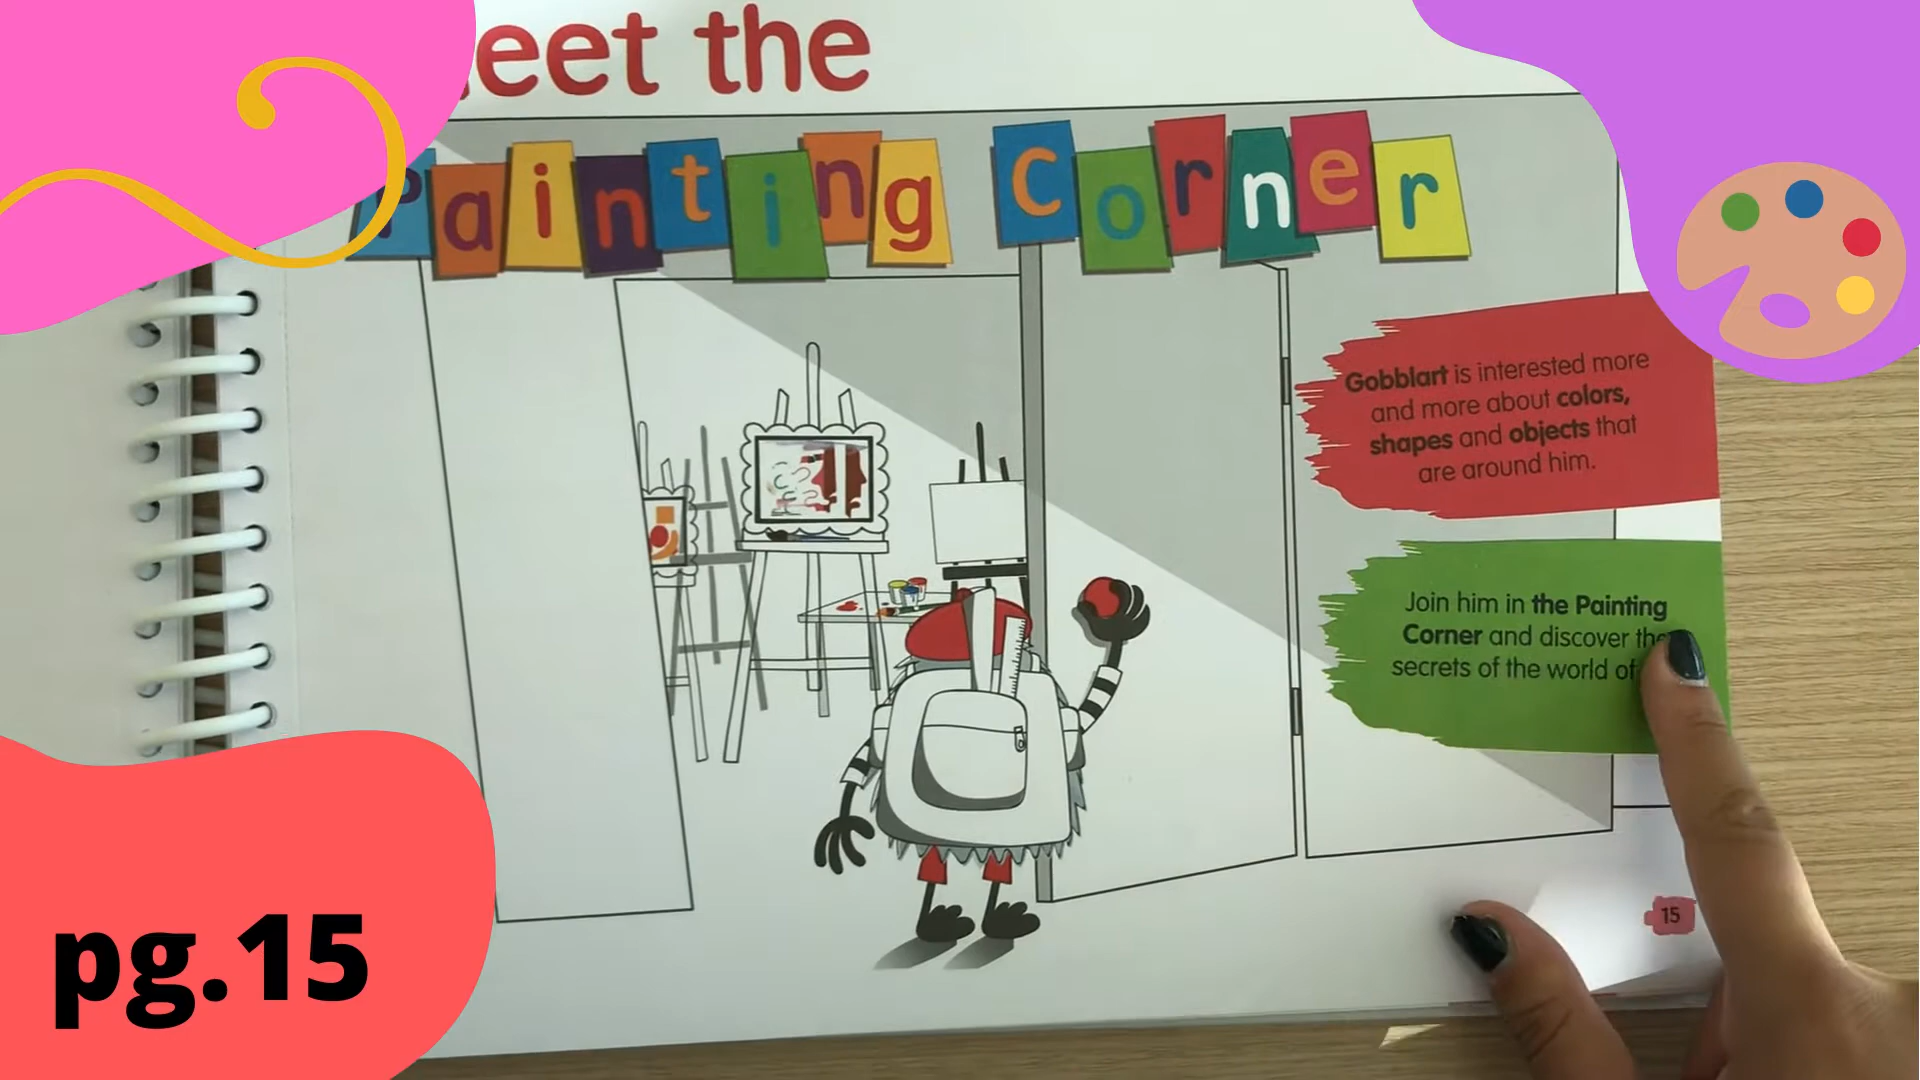 eet the
Painting Corner
Gobblart is interested more
and more about colors,
shapes and objects that
are around him.
Join him in the Painting
Corner and discover the
secrets of the world of
15
pg.15